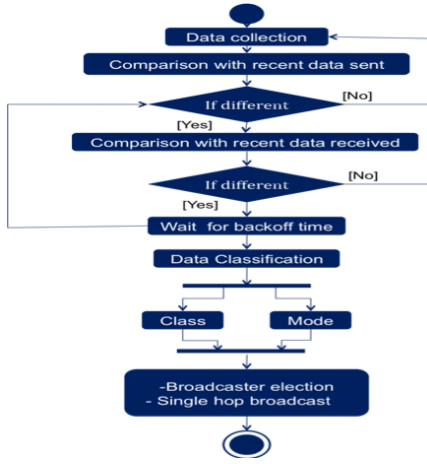 Data collection
Comparison with recent data sent
If different
[No]
[Yes]
Comparison with recent data received
If different
[No]
[Yes]
Wait for backoff time
Data Classification
Class
Mode
-Broadcaster election
- Single hop broadcast